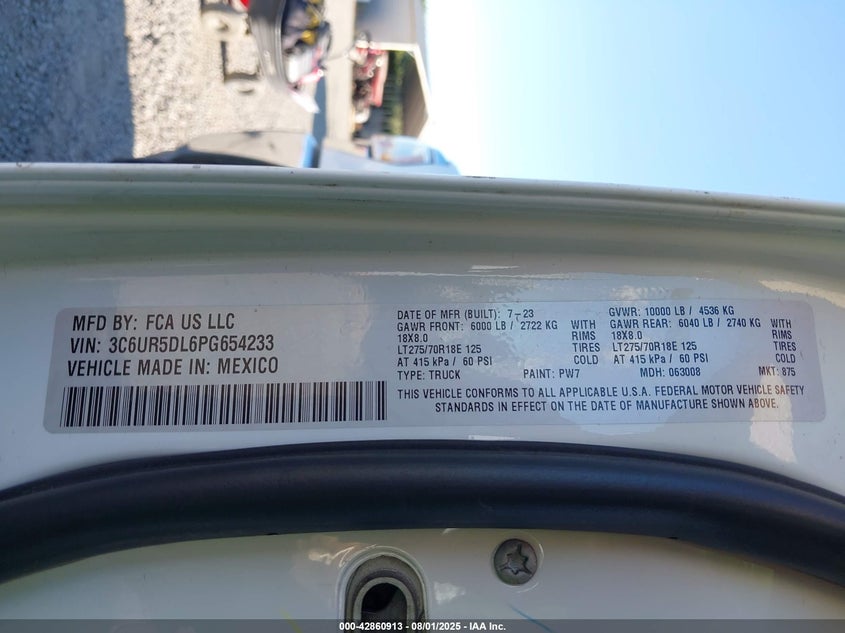 MFD BY: FCA US LLC
VIN: 3C6UR5DL6PG654233
VEHICLE MADE IN: MEXICO
DATE OF MFR (BUILT): 7-23
GVWR: 10000 LB / 4536 KG
GAWR FRONT: 6000 LB / 2722 KG WITH
GAWR REAR: 6040 LB / 2740 KG WITH
18X8.0 RIMS
18X8.0 RIMS
LT275/70R18E 125 TIRES
LT275/70R18E 125 TIRES
AT 415 kPa / 60 PSI COLD
AT 415 kPa / 60 PSI COLD
TYPE: TRUCK PAINT: PW7 MDH: 063008 MKT: 875
THIS VEHICLE CONFORMS TO ALL APPLICABLE U.S.A. FEDERAL MOTOR VEHICLE SAFETY
STANDARDS IN EFFECT ON THE DATE OF MANUFACTURE SHOWN ABOVE.
000-42860913 - 08/01/2025 - IAA Inc.